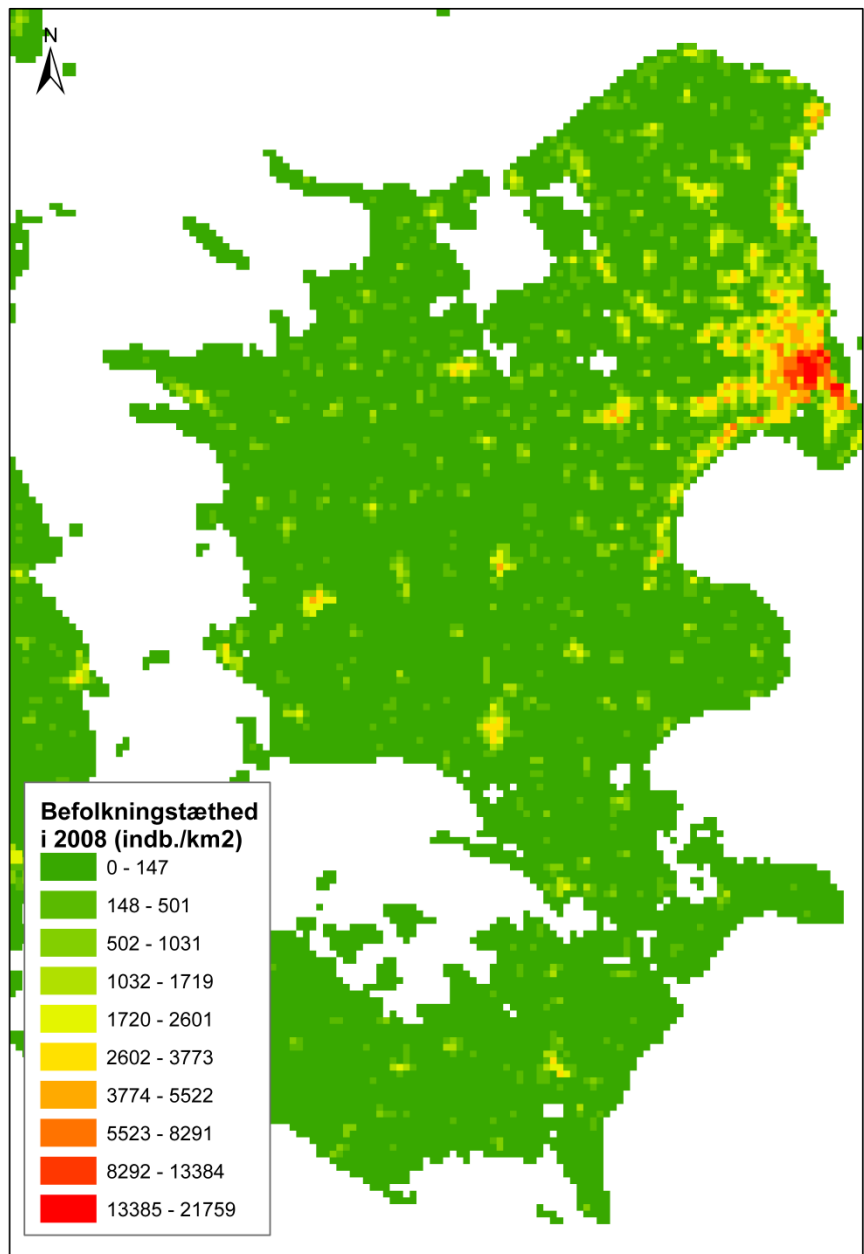 N
Befolkningstæthed
i 2008 (indb./km2)
0 - 147
148 - 501
502 - 1031
1032 - 1719
1720 - 2601
2602 - 3773
3774 - 5522
5523 - 8291
8292 - 13384
13385 - 21759